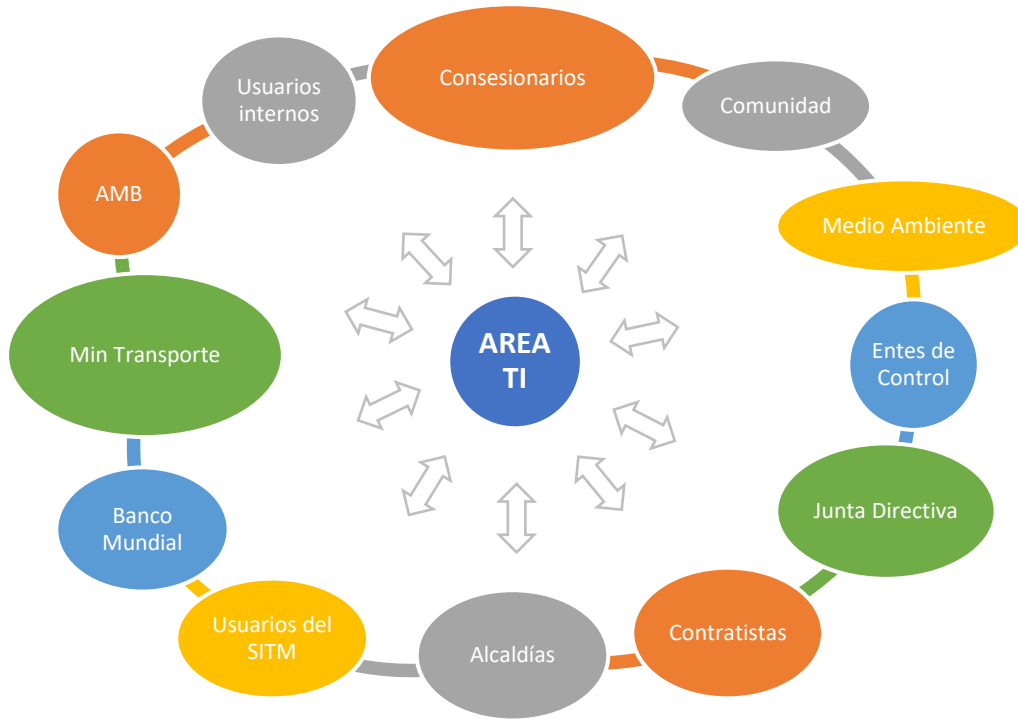 Consesionarios
Comunidad
Medio Ambiente
Entes de
Control
Junta Directiva
Contratistas
Alcaldías
Usuarios del
SITM
Banco
Mundial
Min Transporte
AMB
Usuarios
internos
AREA
TI